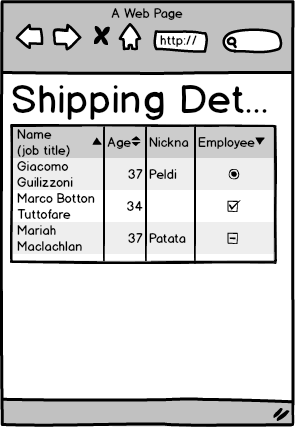 A Web Page
http://
Shipping Det...
Name
(job title)
Age
Nickna
Employee
Giacomo
Guilizzoni
37
Peldi
Marco Botton
Tuttofare
34
Mariah
Maclachlan
37
Patata